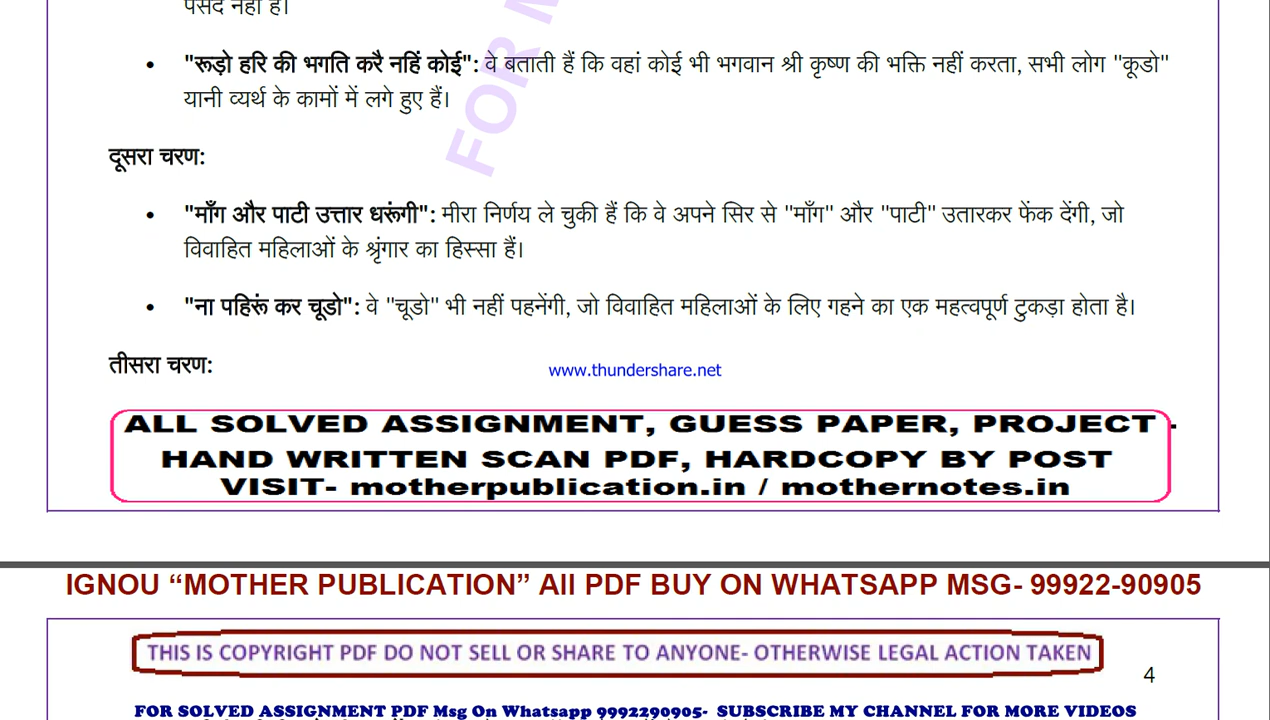 पसंद नहीं है।
• "रूड़ो हरि की भगति करै नहिं कोई": वे बताती हैं कि वहां कोई भी भगवान श्री कृष्ण की भक्ति नहीं करता, सभी लोग "कूडो"
यानी व्यर्थ के कामों में लगे हुए हैं।
दूसरा चरण:
• "माँग और पाटी उत्तार धरूंगी": मीरा निर्णय ले चुकी हैं कि वे अपने सिर से "माँग" और "पाटी" उतारकर फेंक देंगी, जो
विवाहित महिलाओं के श्रृंगार का हिस्सा हैं।
• "ना पहिरूं कर चूडो": वे "चूडो" भी नहीं पहनेंगी, जो विवाहित महिलाओं के लिए गहने का एक महत्वपूर्ण टुकड़ा होता है।
तीसरा चरण:
www.thundershare.net
ALL SOLVED ASSIGNMENT, GUESS PAPER, PROJECT -
HAND WRITTEN SCAN PDF, HARDCOPY BY POST
VISIT- motherpublication.in / mothernotes.in
IGNOU “MOTHER PUBLICATION” All PDF BUY ON WHATSAPP MSG- 99922-90905
THIS IS COPYRIGHT PDF DO NOT SELL OR SHARE TO ANYONE- OTHERWISE LEGAL ACTION TAKEN
4
FOR SOLVED ASSIGNMENT PDF Msg On Whatsapp 9992290905- SUBSCRIBE MY CHANNEL FOR MORE VIDEOS
FOR M